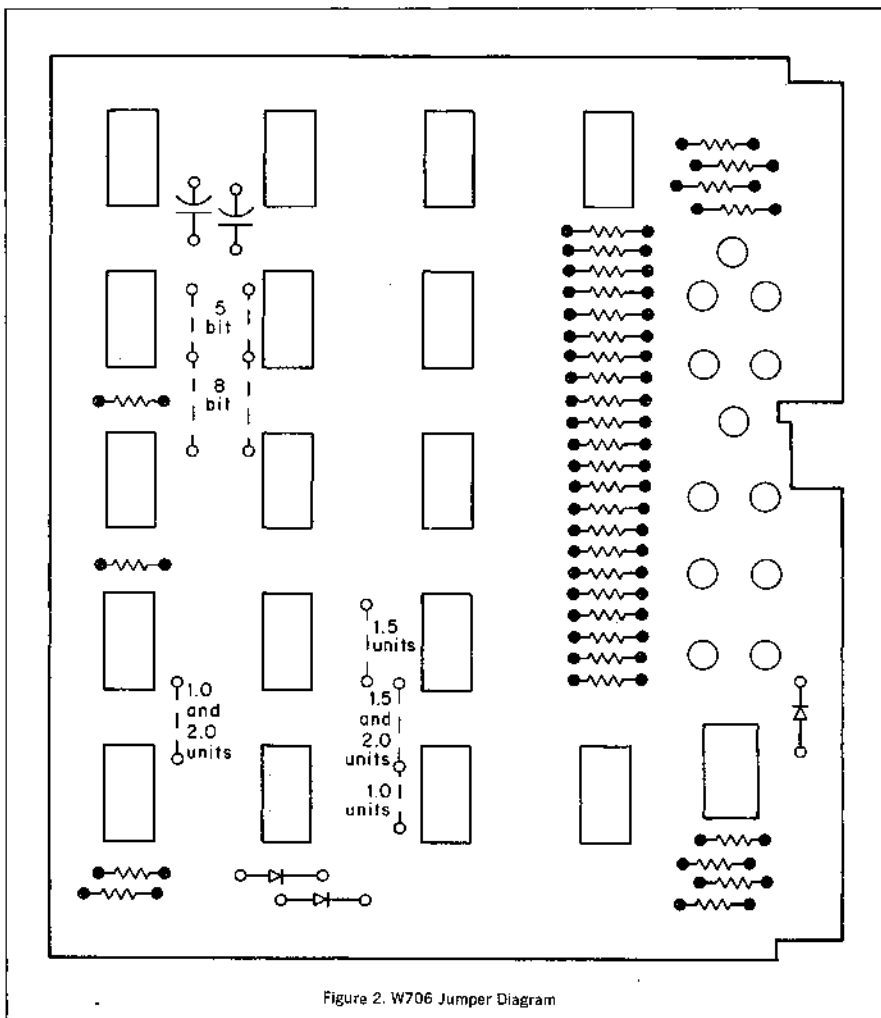 5
bit
8
bit
1.5
units
1.0
and
2.0
units
1.5
and
2.0
units
1.0
units
Figure 2. W706 Jumper Diagram